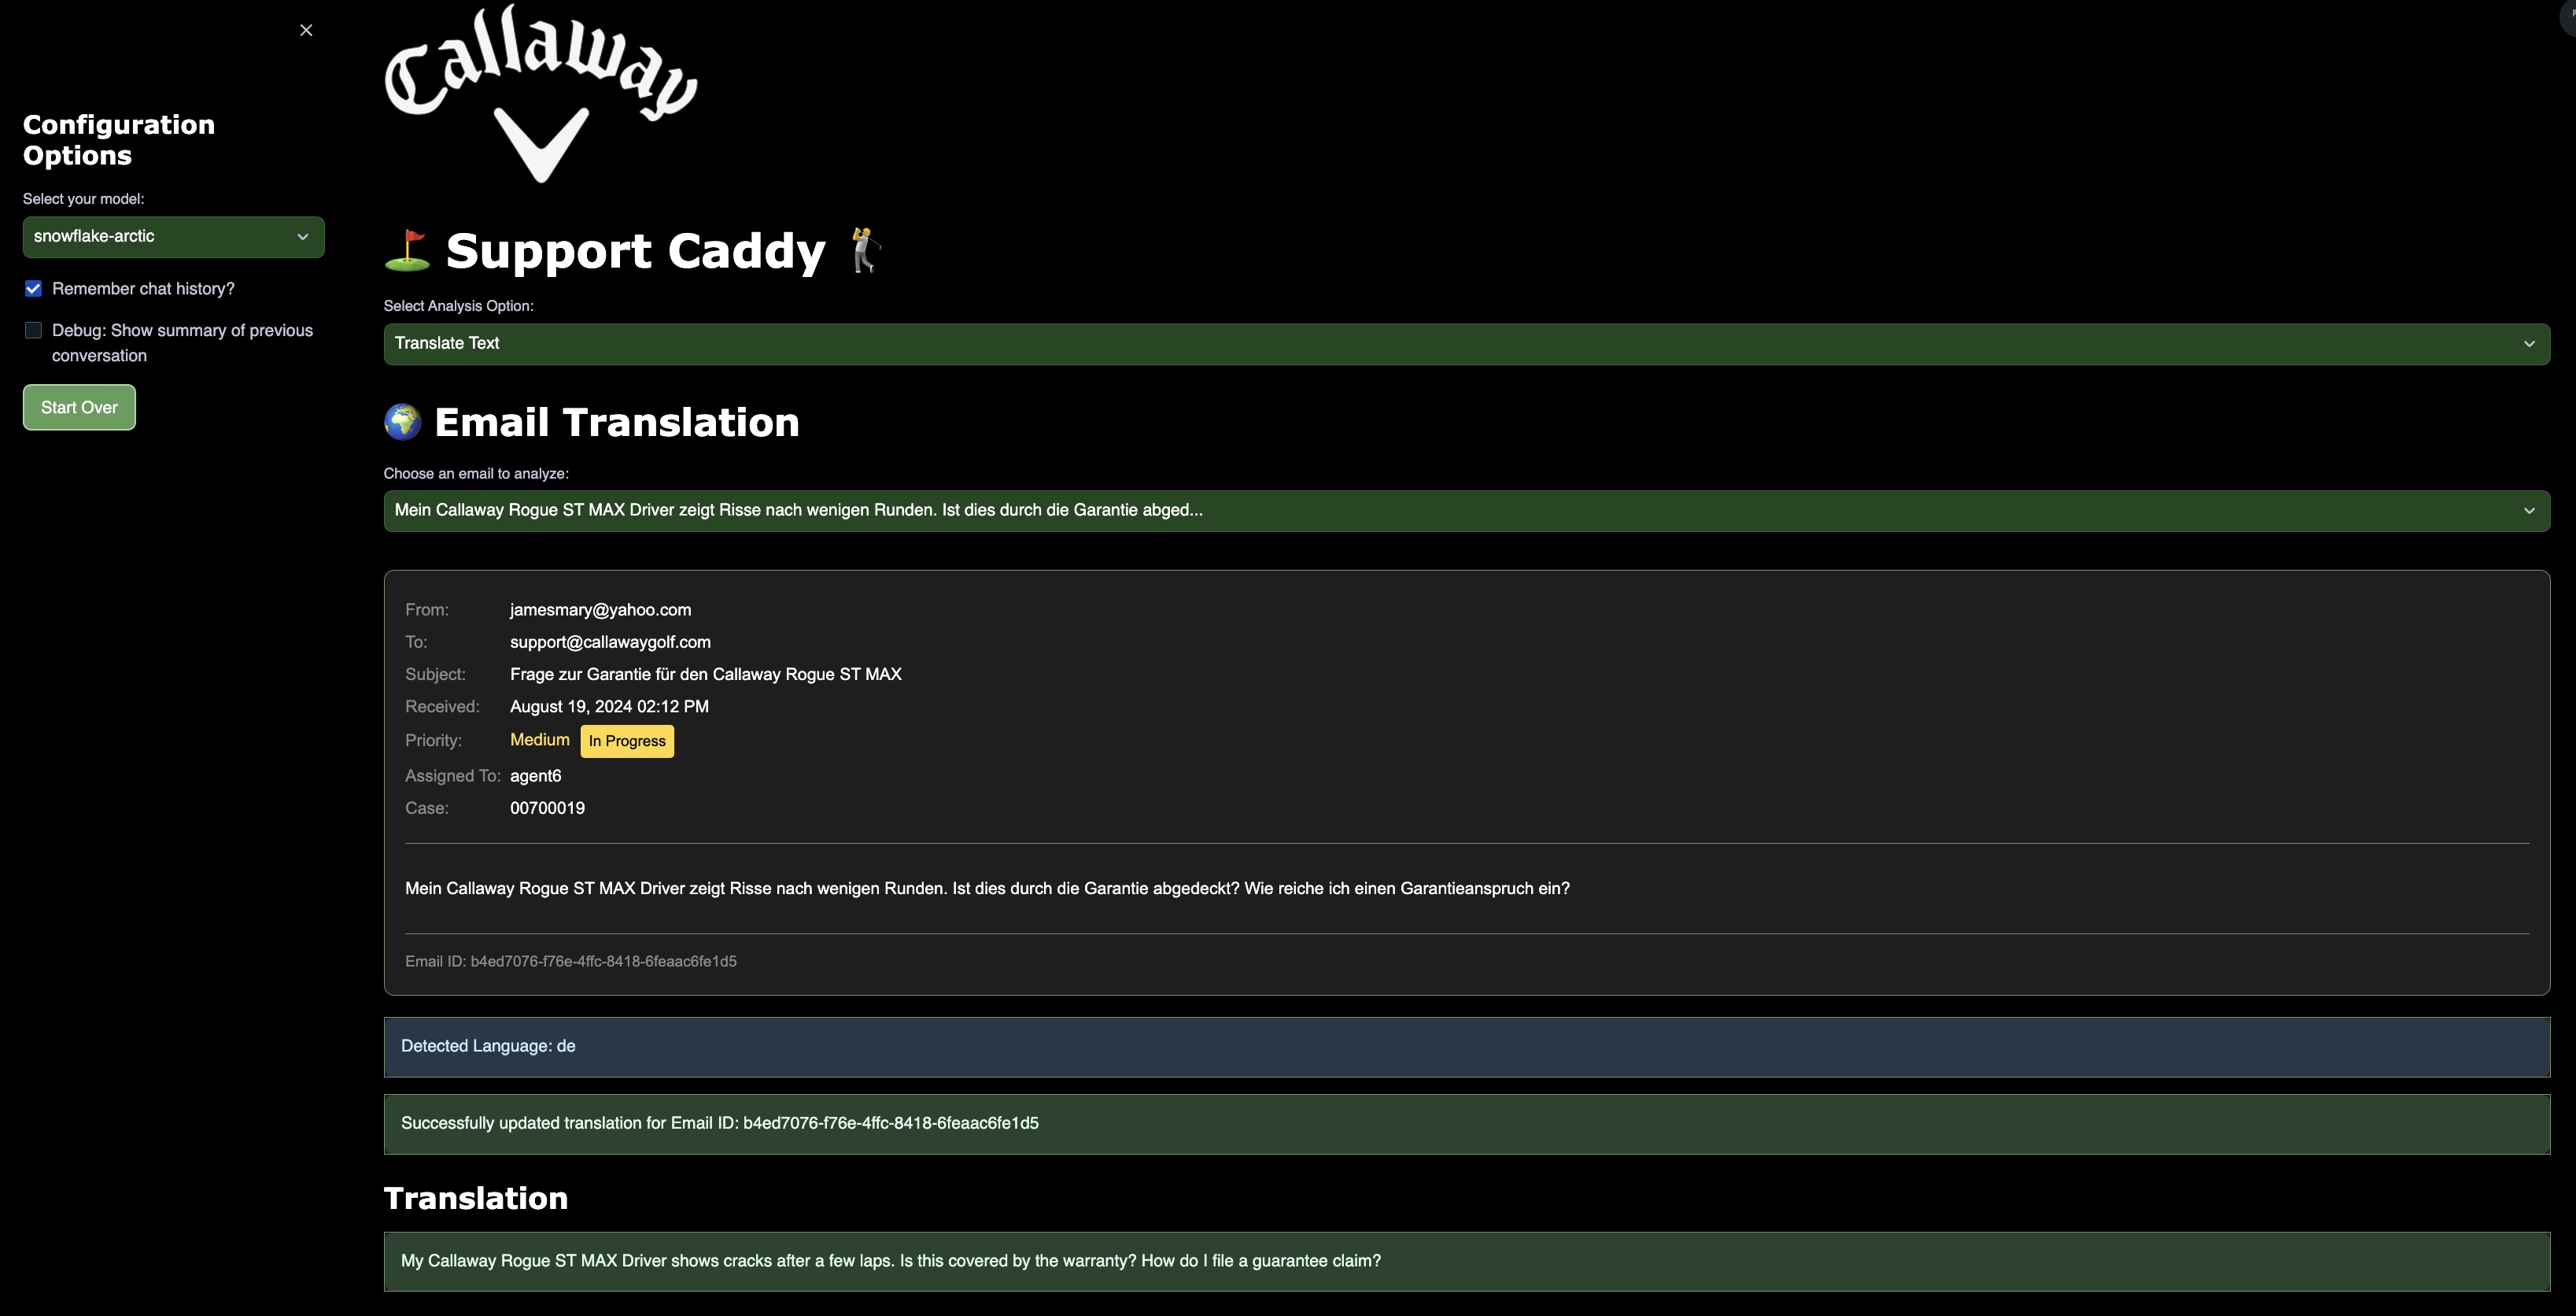 Callaway
Configuration
Options
Select your model:
snowflake-arctic
Remember chat history?
Debug: Show summary of previous
conversation
Start Over
Support Caddy
Select Analysis Option:
Translate Text
Email Translation
Choose an email to analyze:
Mein Callaway Rogue ST MAX Driver zeigt Risse nach wenigen Runden. Ist dies durch die Garantie abged...
From: jamesmary@yahoo.com
To: support@callawaygolf.com
Subject: Frage zur Garantie für den Callaway Rogue ST MAX
Received: August 19, 2024 02:12 PM
Priority: Medium In Progress
Assigned To: agent6
Case: 00700019
Mein Callaway Rogue ST MAX Driver zeigt Risse nach wenigen Runden. Ist dies durch die Garantie abgedeckt? Wie reiche ich einen Garantieanspruch ein?
Email ID: b4ed7076-f76e-4ffc-8418-6feaac6fe1d5
Detected Language: de
Successfully updated translation for Email ID: b4ed7076-f76e-4ffc-8418-6feaac6fe1d5
Translation
My Callaway Rogue ST MAX Driver shows cracks after a few laps. Is this covered by the warranty? How do I file a guarantee claim?